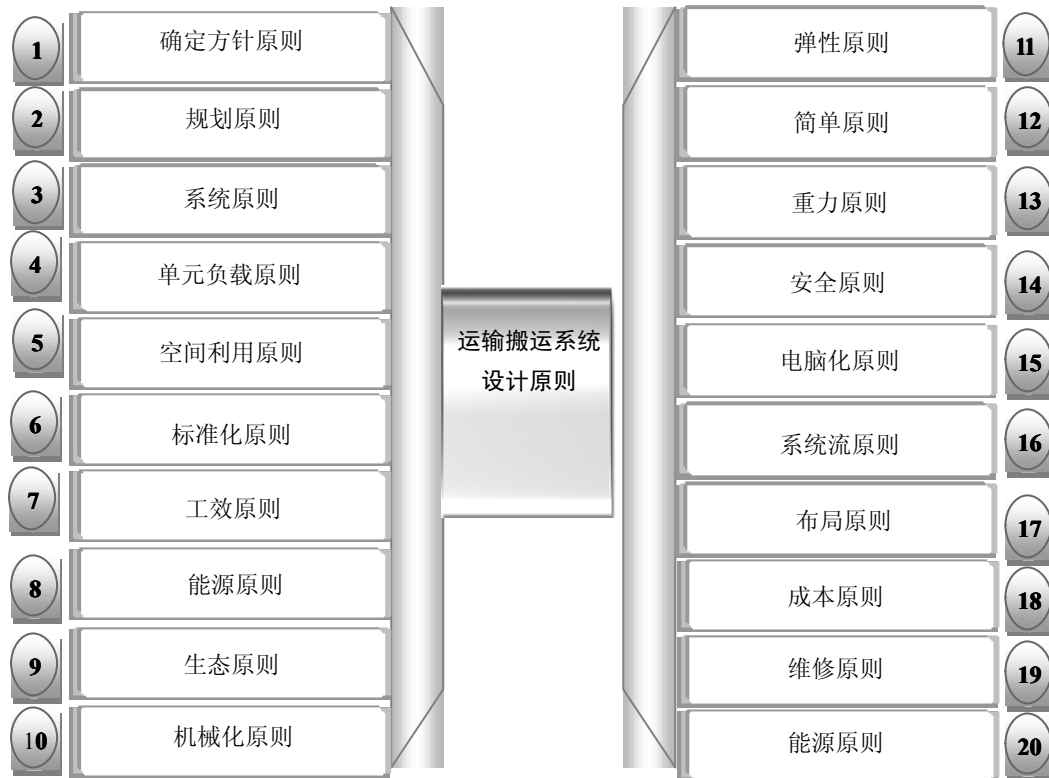 1 确定方针原则
2 规划原则
3 系统原则
4 单元负载原则
5 空间利用原则
6 标准化原则
7 工效原则
8 能源原则
9 生态原则
10 机械化原则
运输搬运系统
设计原则
弹性原则 11
简单原则 12
重力原则 13
安全原则 14
电脑化原则 15
系统流原则 16
布局原则 17
成本原则 18
维修原则 19
能源原则 20